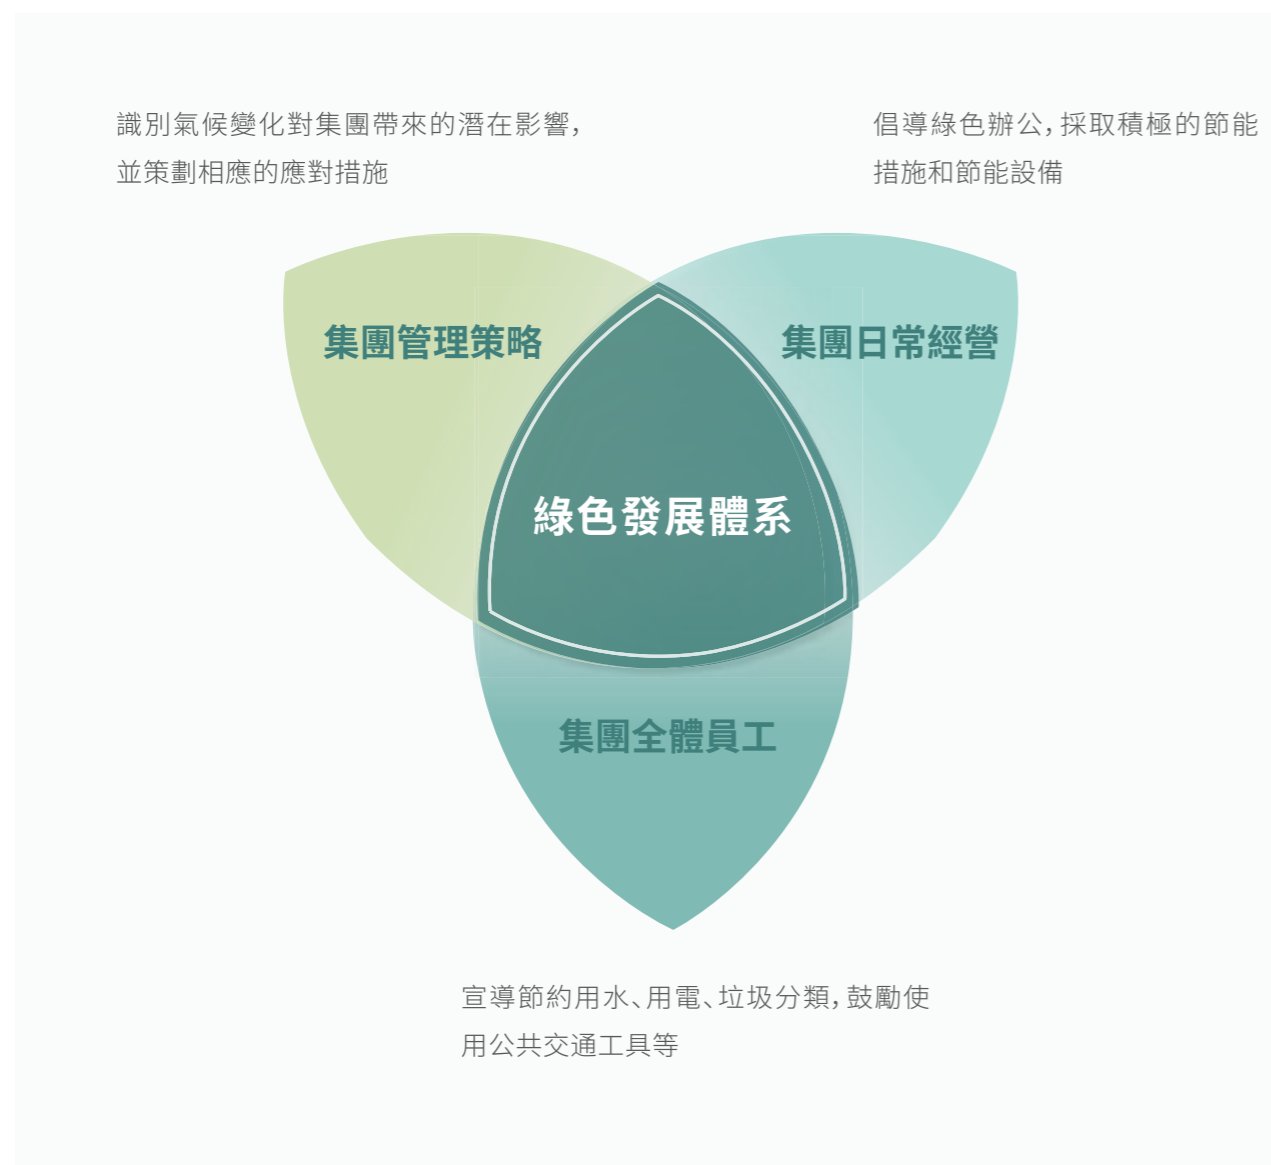 識別氣候變化對集團帶來的潛在影響，
並策劃相應的應對措施
倡導綠色辦公，採取積極的節能
措施和節能設備
集團管理策略
集團日常經營
綠色發展體系
集團全體員工
宣導節約用水、用電、垃圾分類，鼓勵使
用公共交通工具等